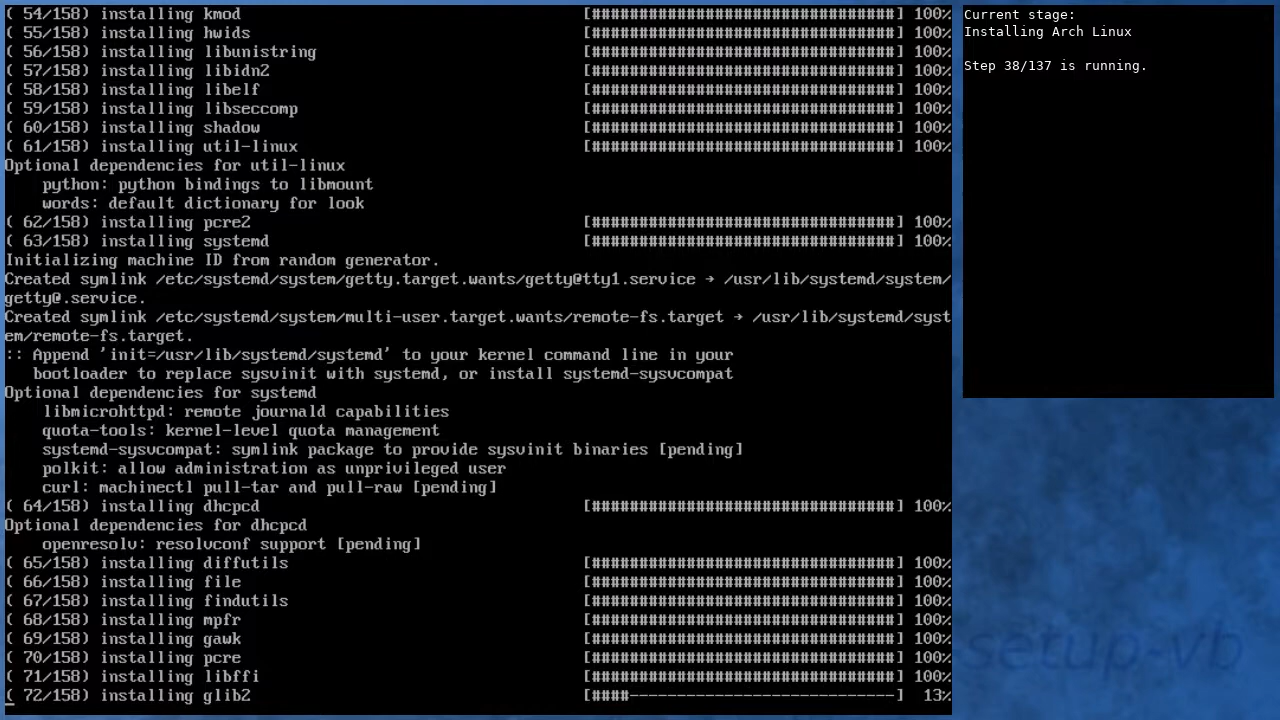 ( 54/158) installing kmod [################################] 100%
( 55/158) installing hwids [################################] 100%
( 56/158) installing libunistring [################################] 100%
( 57/158) installing libidn2 [################################] 100%
( 58/158) installing libelf [################################] 100%
( 59/158) installing libseccomp [################################] 100%
( 60/158) installing shadow [################################] 100%
( 61/158) installing util-linux [################################] 100%
Optional dependencies for util-linux
    python: python bindings to libmount
    words: default dictionary for look
( 62/158) installing pcre2 [################################] 100%
( 63/158) installing systemd [################################] 100%
Initializing machine ID from random generator.
Created symlink /etc/systemd/system/getty.target.wants/getty@tty1.service → /usr/lib/systemd/system/
getty@.service.
Created symlink /etc/systemd/system/multi-user.target.wants/remote-fs.target → /usr/lib/systemd/syst
em/remote-fs.target.
:: Append 'init=/usr/lib/systemd/systemd' to your kernel command line in your
   bootloader to replace sysvinit with systemd, or install systemd-sysvcompat
Optional dependencies for systemd
    libmicrohttpd: remote journald capabilities
    quota-tools: kernel-level quota management
    systemd-sysvcompat: symlink package to provide sysvinit binaries [pending]
    polkit: allow administration as unprivileged user
    curl: machinectl pull-tar and pull-raw [pending]
( 64/158) installing dhcpcd [################################] 100%
Optional dependencies for dhcpcd
    openresolv: resolvconf support [pending]
( 65/158) installing diffutils [################################] 100%
( 66/158) installing file [################################] 100%
( 67/158) installing findutils [################################] 100%
( 68/158) installing mpfr [################################] 100%
( 69/158) installing gawk [################################] 100%
( 70/158) installing pcre [################################] 100%
( 71/158) installing libffi [################################] 100%
( 72/158) installing glib2 [####----------------------------] 13%
Current stage:
Installing Arch Linux
Step 38/137 is running.
setup-vb